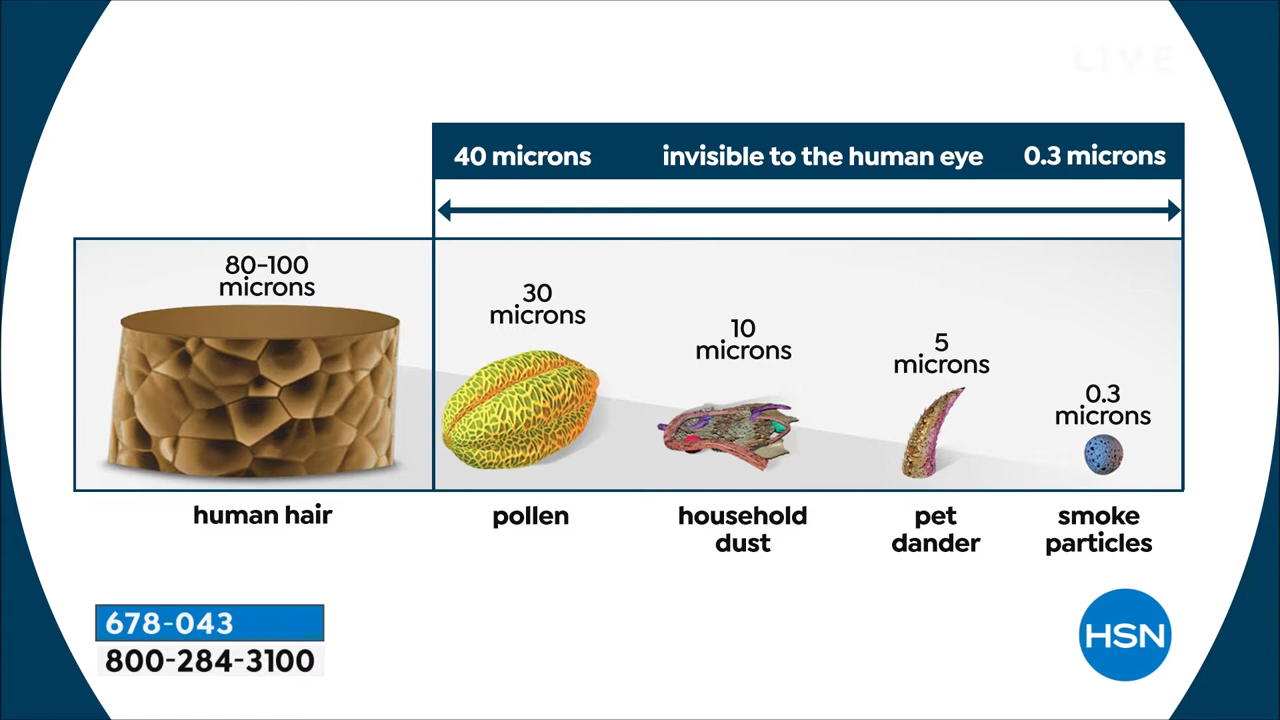 LIVE
40 microns invisible to the human eye 0.3 microns
80-100
microns
30
microns
10
microns
5
microns
0.3
microns
human hair
pollen
household
dust
pet
dander
smoke
particles
678-043
800-284-3100
HSN